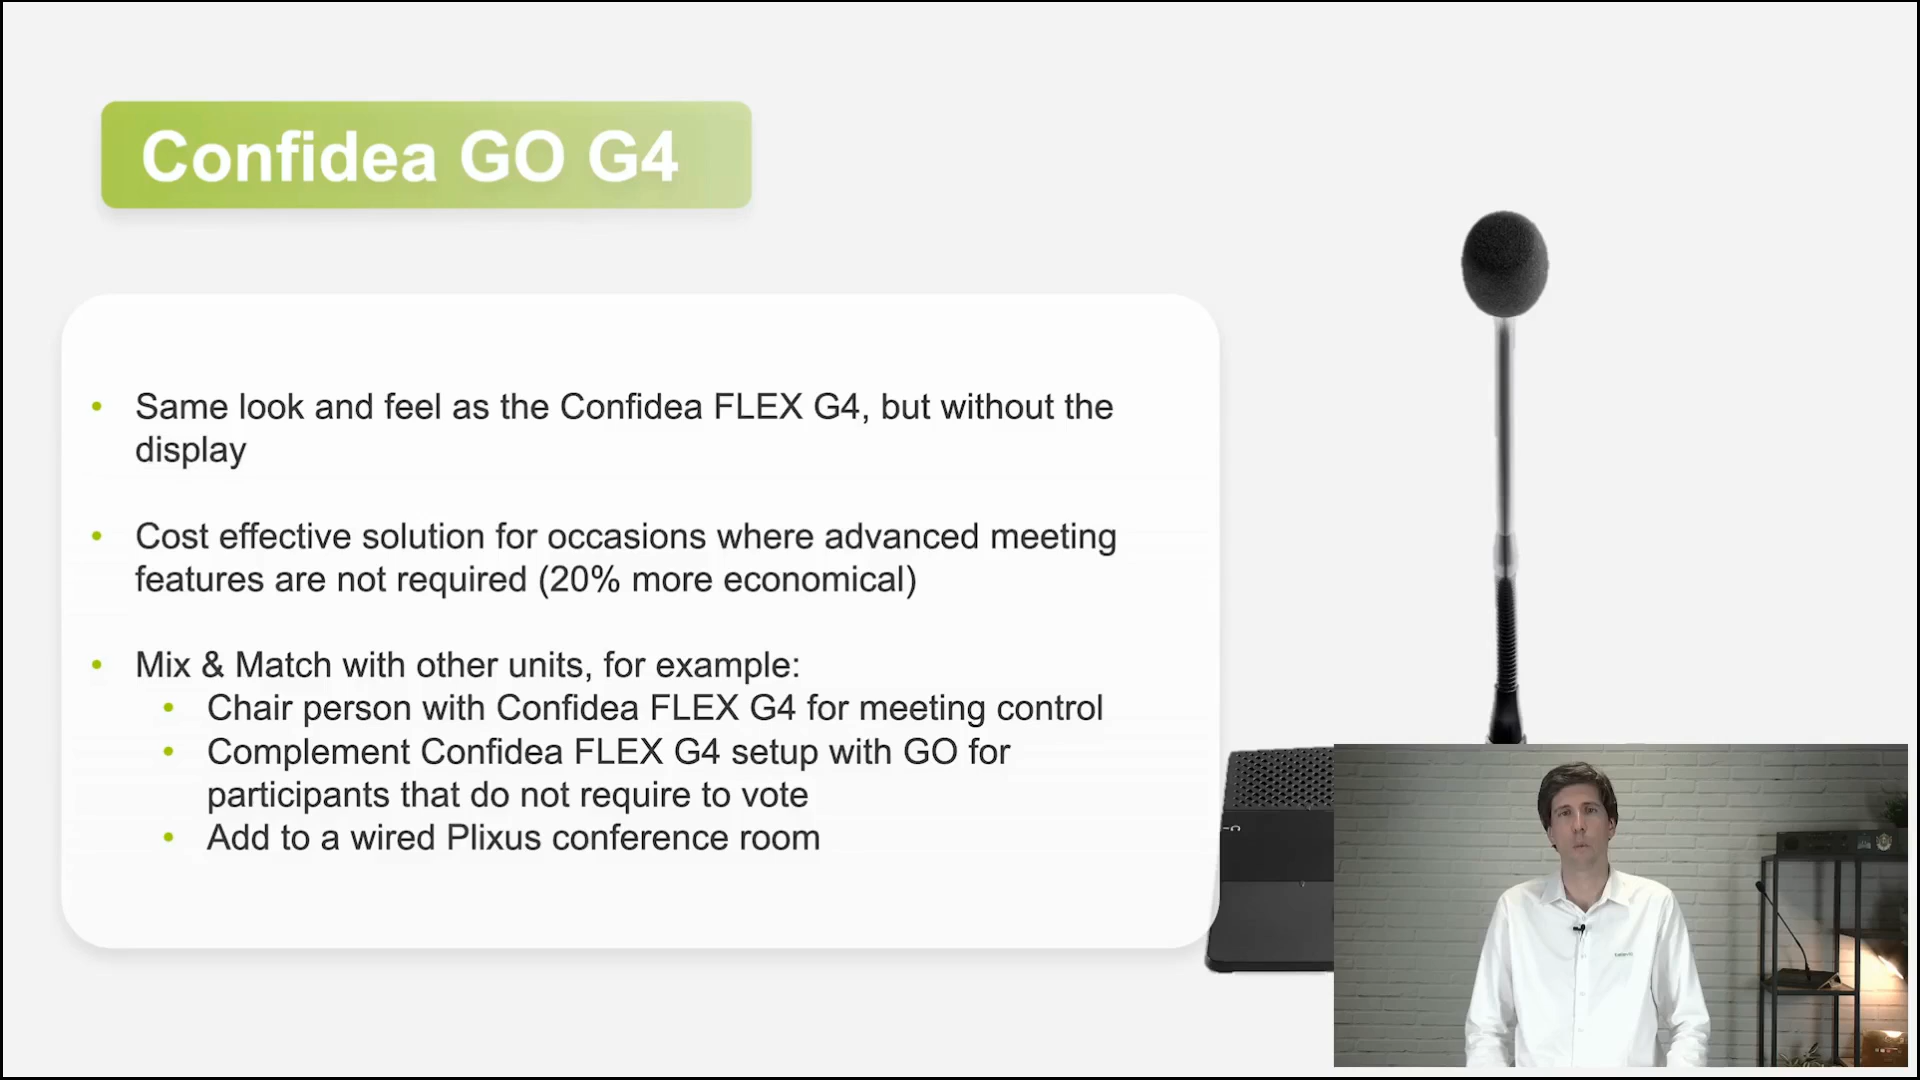 Confidea GO G4
• Same look and feel as the Confidea FLEX G4, but without the
display
• Cost effective solution for occasions where advanced meeting
features are not required (20% more economical)
• Mix & Match with other units, for example:
• Chair person with Confidea FLEX G4 for meeting control
• Complement Confidea FLEX G4 setup with GO for
participants that do not require to vote
• Add to a wired Plixus conference room